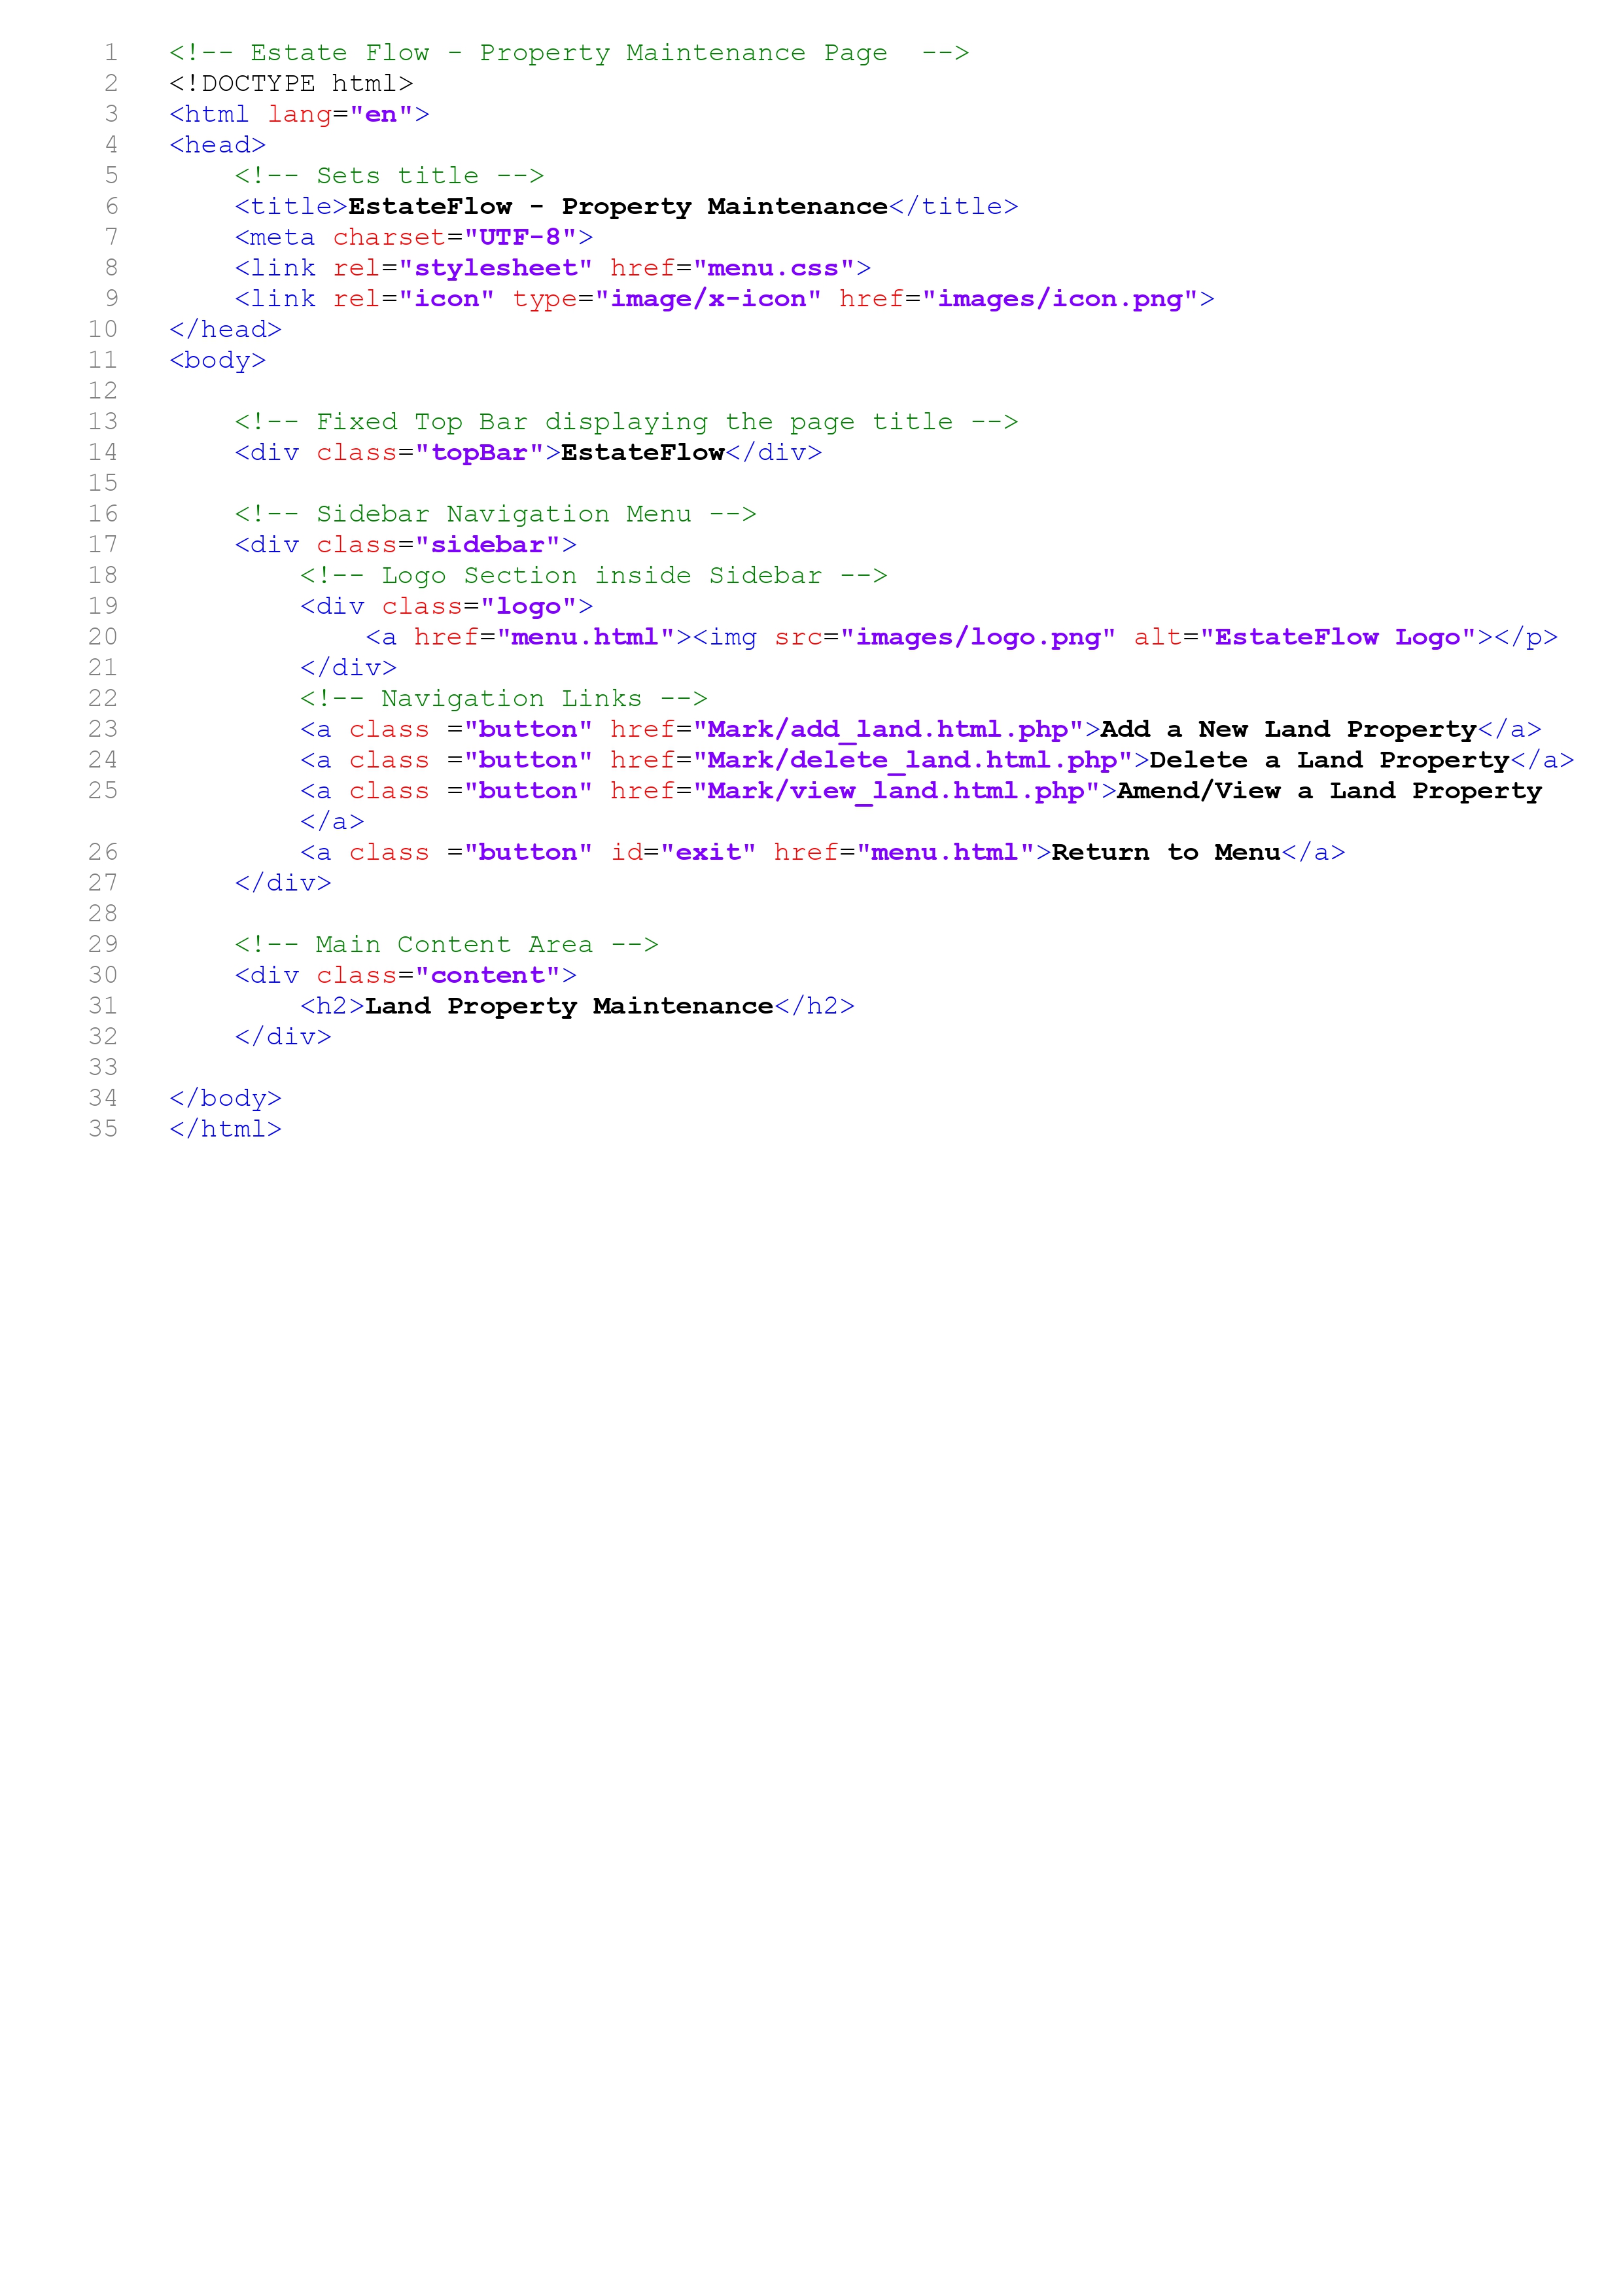 1 <!-- Estate Flow - Property Maintenance Page  -->
2 <!DOCTYPE html>
3 <html lang="en">
4 <head>
5     <!-- Sets title -->
6     <title>EstateFlow - Property Maintenance</title>
7     <meta charset="UTF-8">
8     <link rel="stylesheet" href="menu.css">
9     <link rel="icon" type="image/x-icon" href="images/icon.png">
10 </head>
11 <body>
12
13     <!-- Fixed Top Bar displaying the page title -->
14     <div class="topBar">EstateFlow</div>
15
16     <!-- Sidebar Navigation Menu -->
17     <div class="sidebar">
18         <!-- Logo Section inside Sidebar -->
19         <div class="logo">
20             <a href="menu.html"><img src="images/logo.png" alt="EstateFlow Logo"></p>
21         </div>
22         <!-- Navigation Links -->
23         <a class ="button" href="Mark/add_land.html.php">Add a New Land Property</a>
24         <a class ="button" href="Mark/delete_land.html.php">Delete a Land Property</a>
25         <a class ="button" href="Mark/view_land.html.php">Amend/View a Land Property
        </a>
26         <a class ="button" id="exit" href="menu.html">Return to Menu</a>
27     </div>
28
29     <!-- Main Content Area -->
30     <div class="content">
31         <h2>Land Property Maintenance</h2>
32     </div>
33
34 </body>
35 </html>